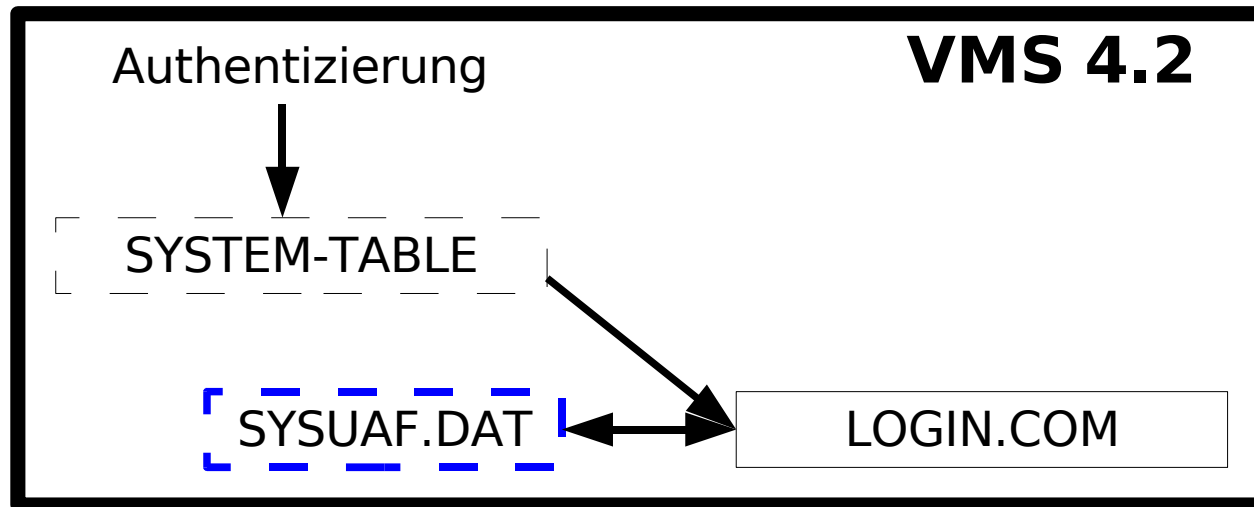 Authentizierung
VMS 4.2
SYSTEM-TABLE
SYSUAF.DAT
LOGIN.COM